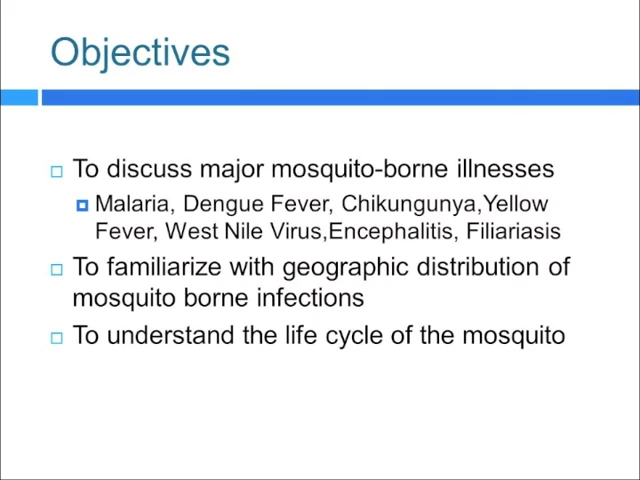 Objectives
To discuss major mosquito-borne illnesses
Malaria, Dengue Fever, Chikungunya,Yellow
Fever, West Nile Virus,Encephalitis, Filiariasis
To familiarize with geographic distribution of
mosquito borne infections
To understand the life cycle of the mosquito